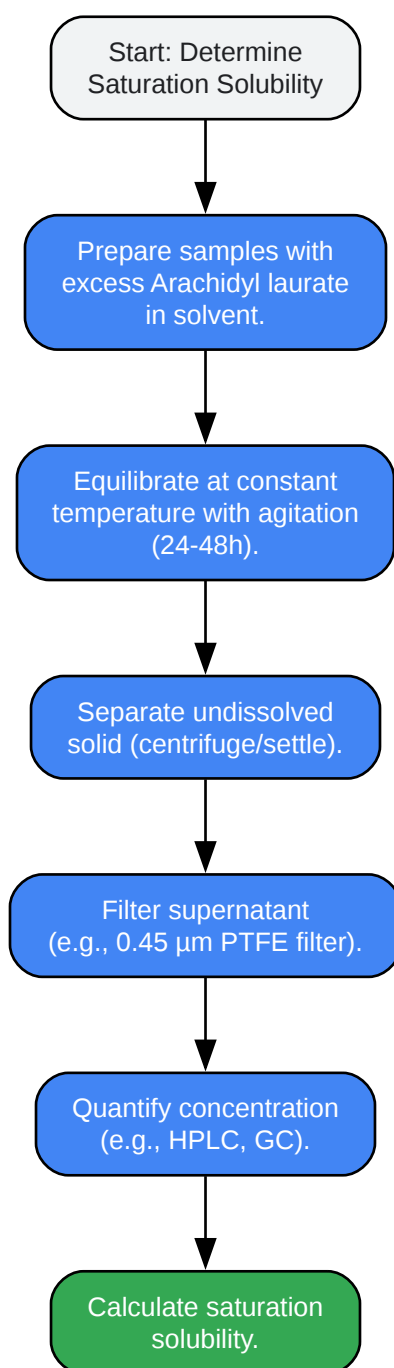 Start: Determine
Saturation Solubility
Prepare samples with
excess Arachidyl laurate
in solvent.
Equilibrate at constant
temperature with agitation
(24-48h).
Separate undissolved
solid (centrifuge/settle).
Filter supernatant
(e.g., 0.45 µm PTFE filter).
Quantify concentration
(e.g., HPLC, GC).
Calculate saturation
solubility.